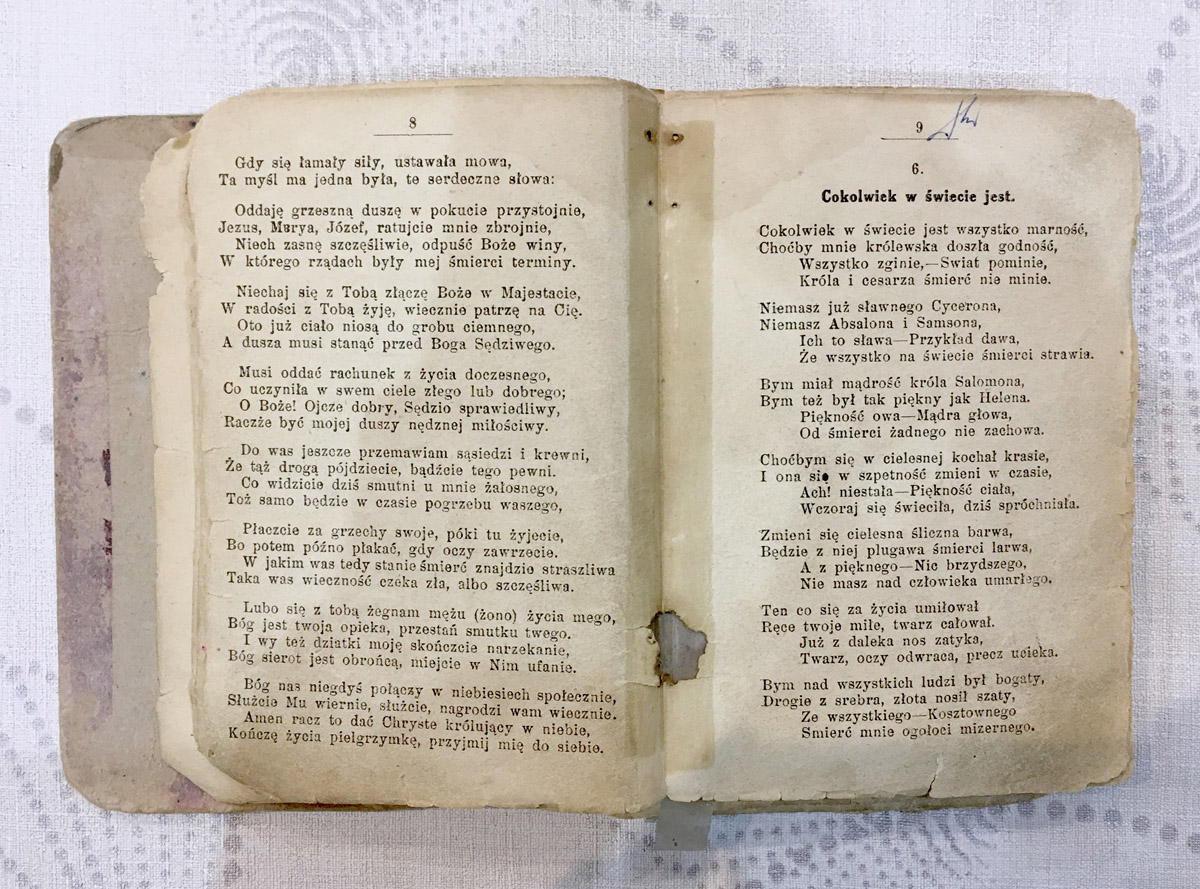 8
Gdy się łamały siły, ustawała mowa,
Ta myśl ma jedna była, te serdeczne słowa:
Oddaję grzeszną duszę w pokucie przystojnie,
Jezus, Marya, Józef, ratujcie mnie zbrojnie,
Niech zasnę szczęśliwie, odpuść Boże winy,
W którego rządach były mej śmierci terminy.
Niechaj się z Tobą złączę Boże w Majestacie,
W radości z Tobą żyję, wiecznie patrzę na Cię.
Oto już ciało niosą do grobu ciemnego,
A dusza musi stanąć przed Boga Sędziwego.
Musi oddać rachunek z życia doczesnego,
Co uczyniła w swem ciele złego lub dobrego;
O Boże! Ojcze dobry, Sędzio sprawiedliwy,
Raczże być mojej duszy nędznej miłościwy.
Do was jeszcze przemawiam sąsiedzi i krewni,
Że tąż drogą pójdziecie, bądźcie tego pewni.
Co widzicie dziś smutni u mnie żałosnego,
Toż samo będzie w czasie pogrzebu waszego,
Płaczcie za grzechy swoje, póki tu żyjecie,
Bo potem późno płakać, gdy oczy zawrzecie.
W jakim was tedy stanie śmierć znajdzie straszliwa
Taka was wieczność czeka zła, albo szczęśliwa.
Lubo się z tobą żegnam mężu (żono) życia mego,
Bóg jest twoja opieka, przestań smutku twego.
I wy też dziatki moję skończcie narzekanie,
Bóg sierot jest obrońcą, miejcie w Nim ufanie.
Bóg nas niegdyś połączy w niebiesiech społecznie,
Służcie Mu wiernie, służcie, nagrodzi wam wiecznie.
Amen racz to dać Chryste królujący w niebie,
Kończę życia pielgrzymkę, przyjmij mię do siebie.
9
6.
Cokolwiek w świecie jest.
Cokolwiek w świecie jest wszystko marność,
Choćby mnie królewska doszła godność,
Wszystko zginie,—Swiat pominie,
Króla i cesarza śmierć nie minie.
Niemasz już sławnego Cycerona,
Niemasz Absalona i Samsona,
Ich to sława—Przykład dawa,
Że wszystko na świecie śmierci strawia.
Bym miał mądrość króla Salomona,
Bym też był tak piękny jak Helena.
Piękność owa—Mądra głowa,
Od śmierci żadnego nie zachowa.
Choćbym się w cielesnej kochał krasie,
I ona się w szpetność zmieni w czasie,
Ach! niestała—Piękność ciała,
Wczoraj się świeciła, dziś spróchniała.
Zmieni się cielesna śliczna barwa,
Będzie z niej plugawa śmierci larwa,
A z pięknego—Nic brzydszego,
Nie masz nad człowieka umarłego.
Ten co się za życia umiłował
Ręce twoje miłe, twarz całował.
Już z daleka nos zatyka,
Twarz, oczy odwraca, precz ucieka.
Bym nad wszystkich ludzi był bogaty,
Drogie z srebra, złota nosił szaty,
Ze wszystkiego—Kosztownego
Smierć mnie ogołoci mizernego.